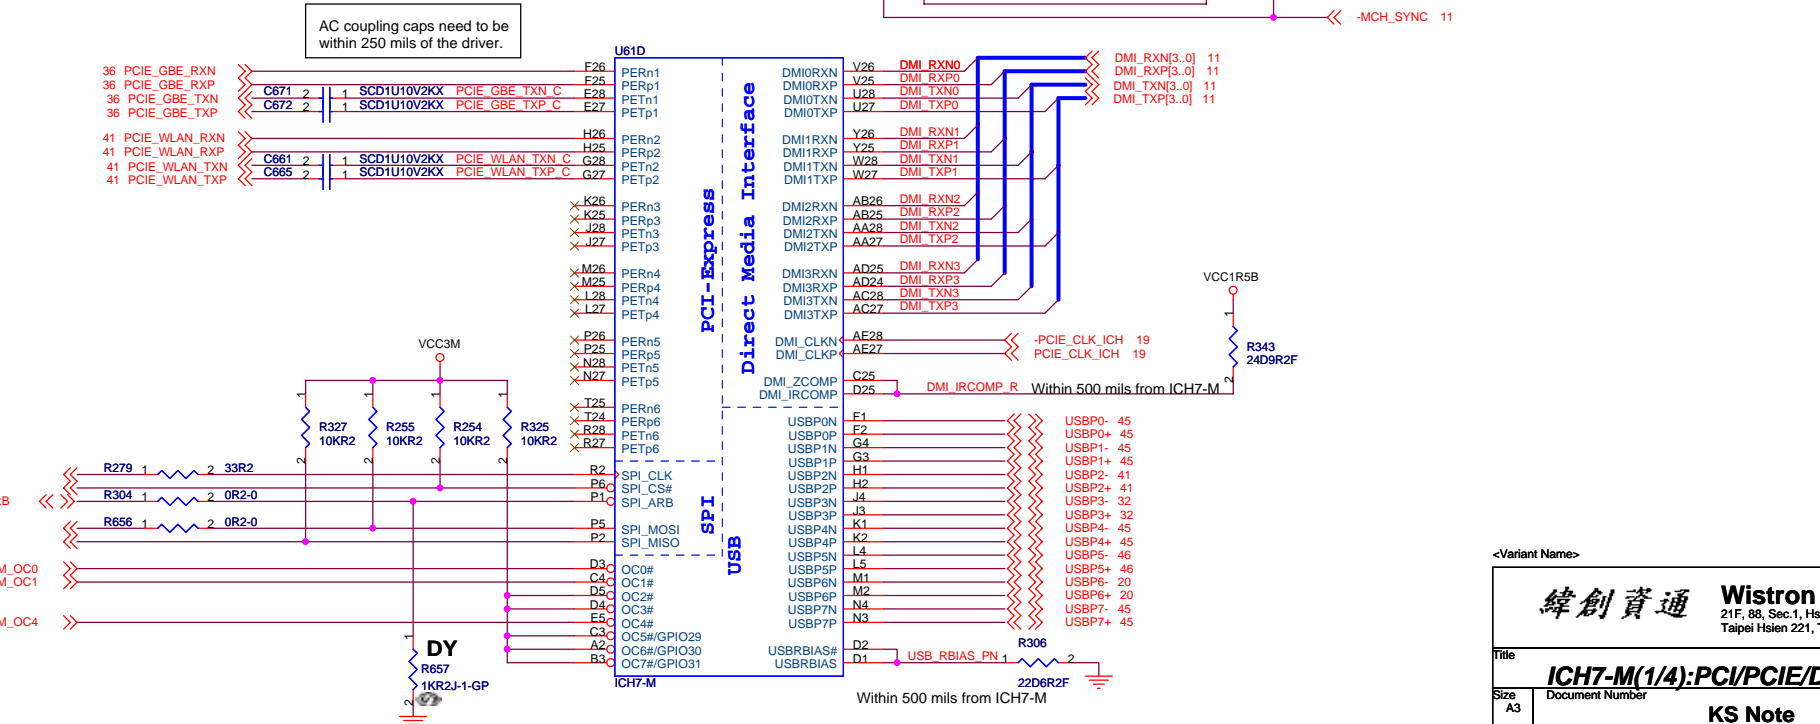 AC coupling caps need to be
within 250 mils of the driver.
-MCH_SYNC 11
U61D
36 PCIE_GBE_RXN F26 PERn1 DMI0RXN V26 DMI_RXN0 DMI_RXN[3..0] 11
36 PCIE_GBE_RXP F25 PERp1 DMI0RXP V25 DMI_RXP0 DMI_RXP[3..0] 11
36 PCIE_GBE_TXN C671 2 1 SCD1U10V2KX PCIE_GBE_TXN_C E28 PETn1 DMI0TXN U28 DMI_TXN0 DMI_TXN[3..0] 11
36 PCIE_GBE_TXP C672 2 1 SCD1U10V2KX PCIE_GBE_TXP_C E27 PETp1 DMI0TXP U27 DMI_TXP0 DMI_TXP[3..0] 11
41 PCIE_WLAN_RXN H26 PERn2 DMI1RXN Y26 DMI_RXN1
41 PCIE_WLAN_RXP H25 PERp2 DMI1RXP Y25 DMI_RXP1
41 PCIE_WLAN_TXN C661 2 1 SCD1U10V2KX PCIE_WLAN_TXN_C G28 PETn2 DMI1TXN W28 DMI_TXN1
41 PCIE_WLAN_TXP C665 2 1 SCD1U10V2KX PCIE_WLAN_TXP_C G27 PETp2 DMI1TXP W27 DMI_TXP1
K26 PERn3 DMI2RXN AB26 DMI_RXN2
K25 PERp3 DMI2RXP AB25 DMI_RXP2
J28 PETn3 DMI2TXN AA28 DMI_TXN2
J27 PETp3 DMI2TXP AA27 DMI_TXP2
M26 PERn4 DMI3RXN AD25 DMI_RXN3
M25 PERp4 DMI3RXP AD24 DMI_RXP3
L28 PETn4 DMI3TXN AC28 DMI_TXN3
L27 PETp4 DMI3TXP AC27 DMI_TXP3
PCI-Express
Direct Media Interface
VCC1R5B
1
R343
24D9R2F
2
P26 PERn5 DMI_CLKN AE28 -PCIE_CLK_ICH 19
P25 PERp5 DMI_CLKP AE27 PCIE_CLK_ICH 19
N28 PETn5
N27 PETp5 DMI_ZCOMP C25
DMI_IRCOMP D25 DMI_IRCOMP_R Within 500 mils from ICH7-M
VCC3M
1 1 1 1
R327 R255 R254 R325
10KR2 10KR2 10KR2 10KR2
2 2 2 2
T25 PERn6
T24 PERp6 USBP0N F1 USBP0- 45
R28 PETn6 USBP0P F2 USBP0+ 45
R27 PETp6 USBP1N G4 USBP1- 45
USBP1P G3 USBP1+ 45
R279 1 2 33R2 R2 SPI_CLK USBP2N H1 USBP2- 41
P6 SPI_CS# USBP2P H2 USBP2+ 41
RB R304 1 2 0R2-0 P1 SPI_ARB USBP3N J4 USBP3- 32
USBP3P J3 USBP3+ 32
R656 1 2 0R2-0 P5 SPI_MOSI USBP4N K1 USBP4- 45
P2 SPI_MISO USBP4P K2 USBP4+ 45
SPI
USB
USBP5N L4 USBP5- 46
M_OC0 D3 OC0# USBP5P L5 USBP5+ 46
M_OC1 C4 OC1# USBP6N M1 USBP6- 20
D5 OC2# USBP6P M2 USBP6+ 20
D4 OC3# USBP7N N4 USBP7- 45
M_OC4 E5 OC4# USBP7P N3 USBP7+ 45
C3 OC5#/GPIO29
A2 OC6#/GPIO30 USBRBIAS# D2
B3 OC7#/GPIO31 USBRBIAS D1 USB_RBIAS_PN 1 R306 2
22D6R2F
1
DY
R657
1KR2J-1-GP
2
ICH7-M
Within 500 mils from ICH7-M
<Variant Name>
緯創資通 Wistron
21F, 88, Sec.1, Hs
Taipei Hsien 221, T
Title
ICH7-M(1/4):PCI/PCIE/D
Size Document Number
A3 KS Note